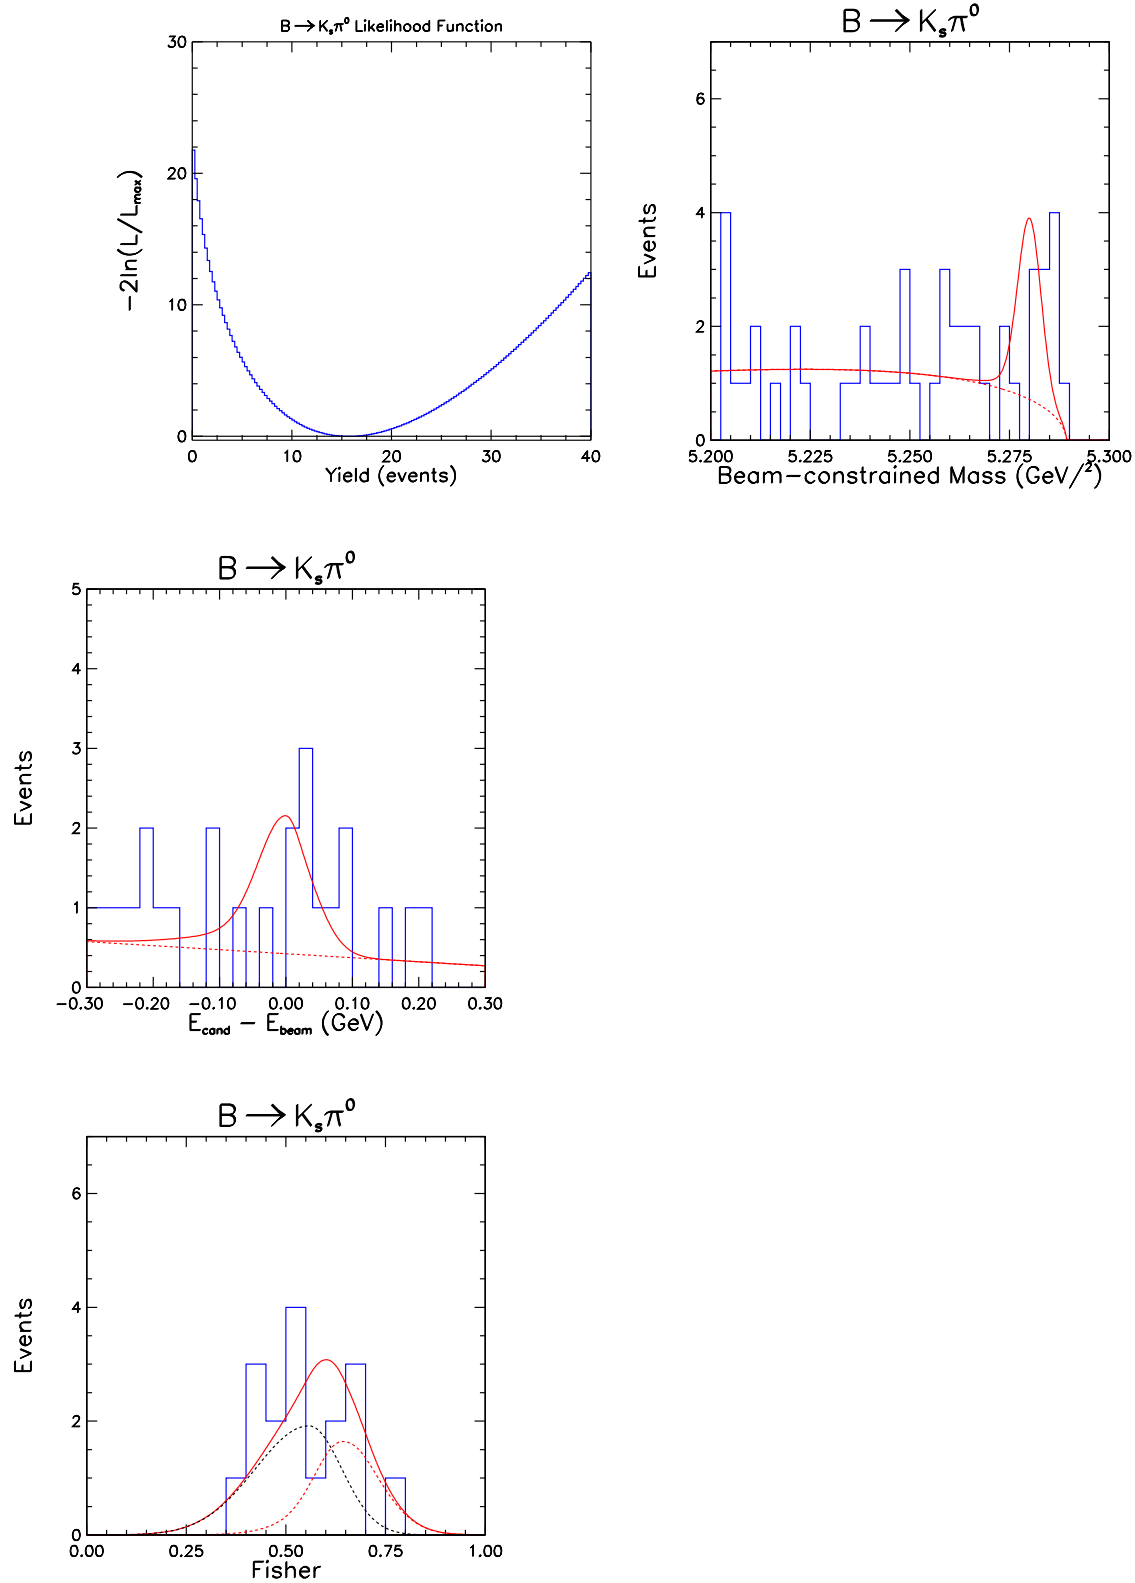 B → Kₛπ⁰ Likelihood Function
30
20
10
0
−2ln(L/Lmax)
0 10 20 30 40
Yield (events)
B → Kₛπ⁰
6
4
2
0
Events
5.200 5.225 5.250 5.275 5.300
Beam−constrained Mass (GeV/²)
B → Kₛπ⁰
5
4
3
2
1
0
Events
−0.30 −0.20 −0.10 0.00 0.10 0.20 0.30
Ecand − Ebeam (GeV)
B → Kₛπ⁰
6
4
2
0
Events
0.00 0.25 0.50 0.75 1.00
Fisher